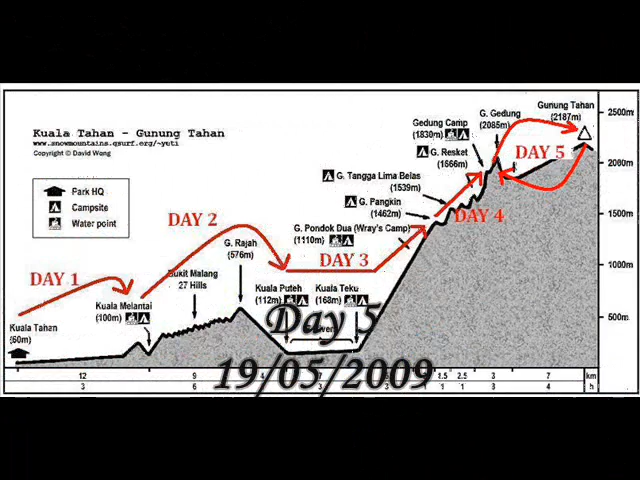 Kuala Tahan - Gunung Tahan
www.snowmountains.qsurf.org/~yuti
Copyright © David Wang
Park HQ
Campsite
Water point
2500m
2000m
1500m
1000m
500m
Gunung Tahan
(2187m)
G. Gedung
(2085m)
Gedung Camp
(1830m)
G. Resket
(1666m)
G. Tangga Lima Belas
(1539m)
G. Pangkin
(1462m)
G. Pondok Dua (Wray's Camp)
(1110m)
DAY 1
DAY 2
DAY 3
DAY 4
DAY 5
G. Rajah
(576m)
Bukit Malang
27 Hills
Kuala Puteh
(112m)
Kuala Teku
(168m)
Kuala Melantai
(100m)
Kuala Tahan
(60m)
Day 5
19/05/2009
12 9 4 7 2.5 3 7 km
3 6 3 1 1 3 4 h